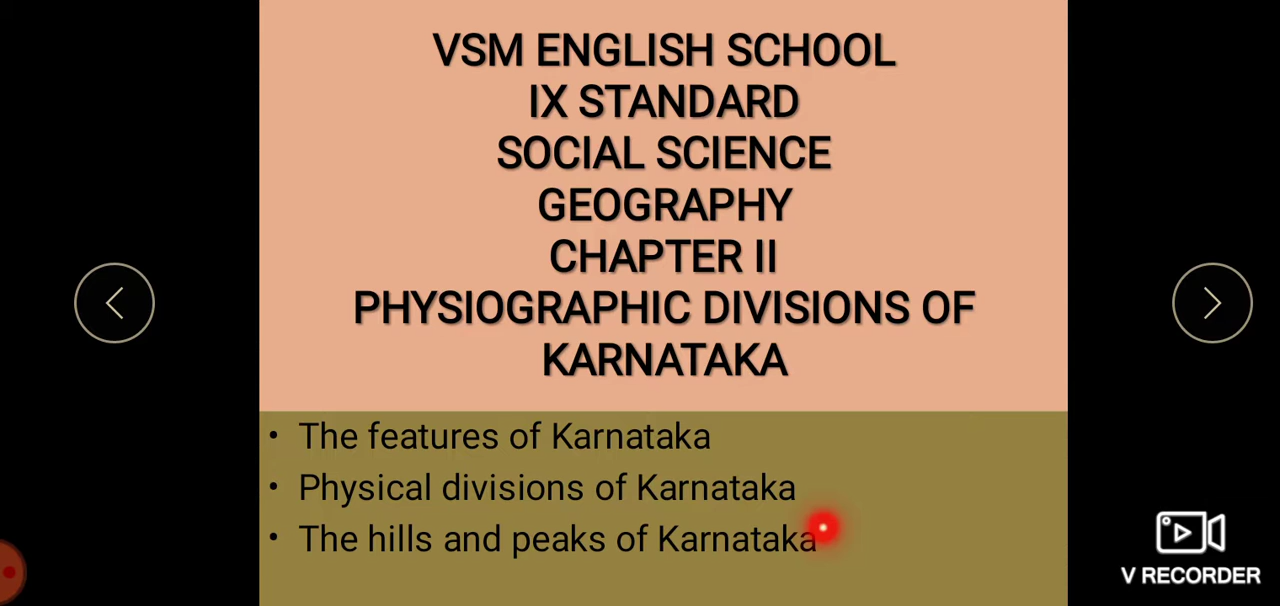 VSM ENGLISH SCHOOL
IX STANDARD
SOCIAL SCIENCE
GEOGRAPHY
CHAPTER II
PHYSIOGRAPHIC DIVISIONS OF
KARNATAKA
• The features of Karnataka
• Physical divisions of Karnataka
• The hills and peaks of Karnataka
V RECORDER